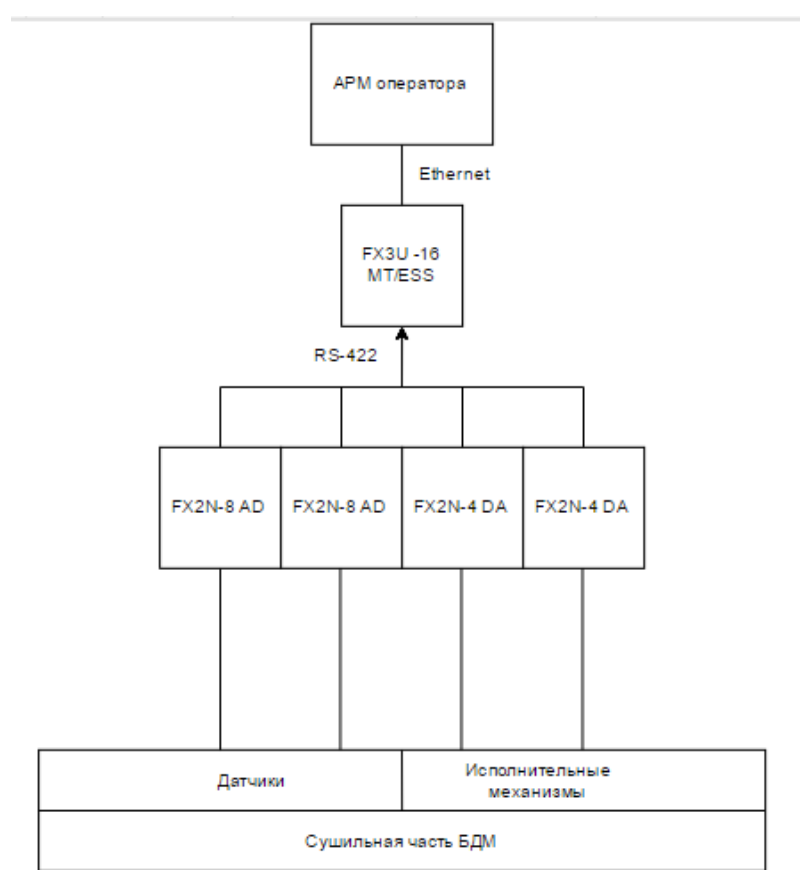 АРМ оператора
Ethernet
FX3U -16
MT/ESS
RS-422
FX2N-8 AD
FX2N-8 AD
FX2N-4 DA
FX2N-4 DA
Датчики
Исполнительные
механизмы
Сушильная часть БДМ